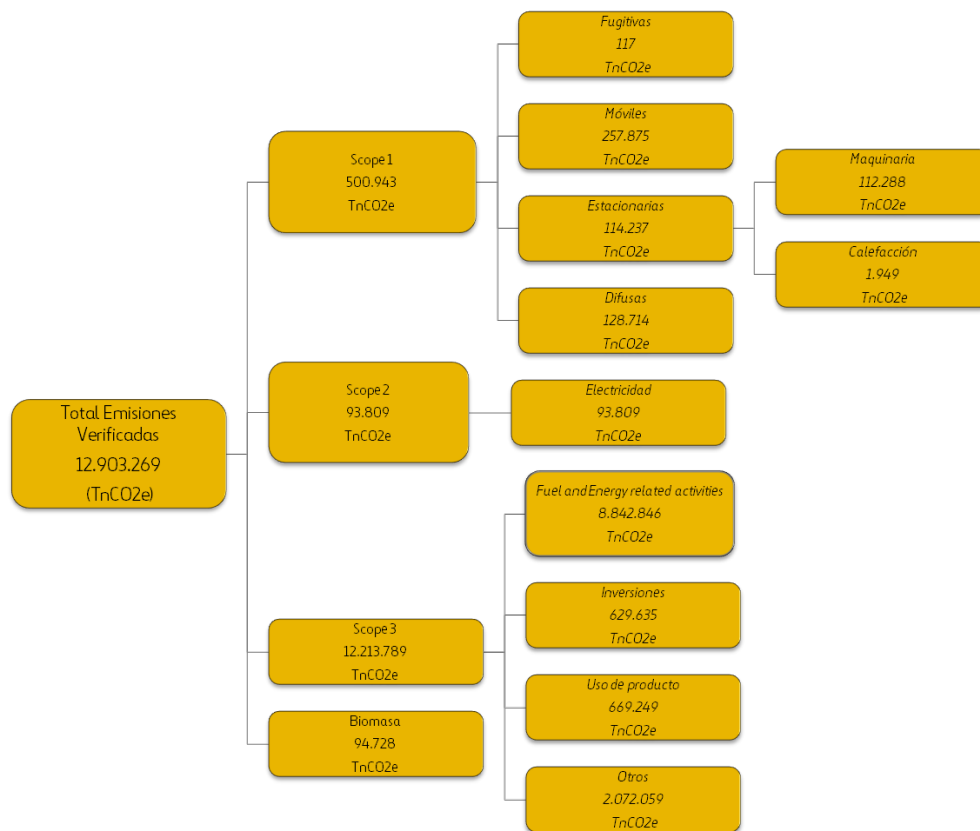 Total Emisiones
Verificadas
12.903.269
(TnCO2e)
Scope 1
500.943
TnCO2e
Fugitivas
117
TnCO2e
Móviles
257.875
TnCO2e
Estacionarias
114.237
TnCO2e
Maquinaria
112.288
TnCO2e
Calefacción
1.949
TnCO2e
Difusas
128.714
TnCO2e
Scope 2
93.809
TnCO2e
Electricidad
93.809
TnCO2e
Scope 3
12.213.789
TnCO2e
Fuel and Energy related activities
8.842.846
TnCO2e
Inversiones
629.635
TnCO2e
Uso de producto
669.249
TnCO2e
Otros
2.072.059
TnCO2e
Biomasa
94.728
TnCO2e